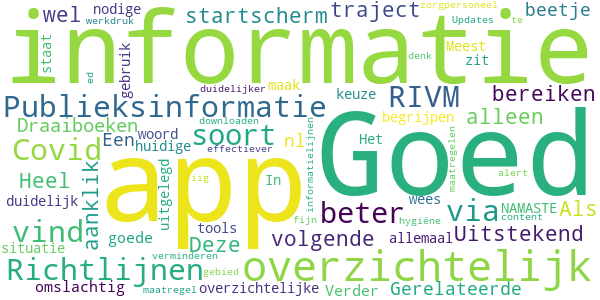 wel nodige werkdruk startscherm traject zorgpersoneel Updates te beetje
informatie
staat gebruik duidelijker maak Meest zit denk
ed Publieksinformatie keuze RIVM bereiken
Draaiboeken soort nl downloaden begrijpen alleen
Covid Een woord huidige effectiever Het
Goed
Heel aanklik uitgelegd app In informatielijnen maatregelen alert
duidelijk lig tools beter via Als
vind goede Deze fijn wees hygiëne NAMASTE content
situatie volgende allemaal Uitstekend
Richtlijnen verminderen gebied overzichtelijk
omslachtig maatregel overzichtelijke Verder Gerelateerde